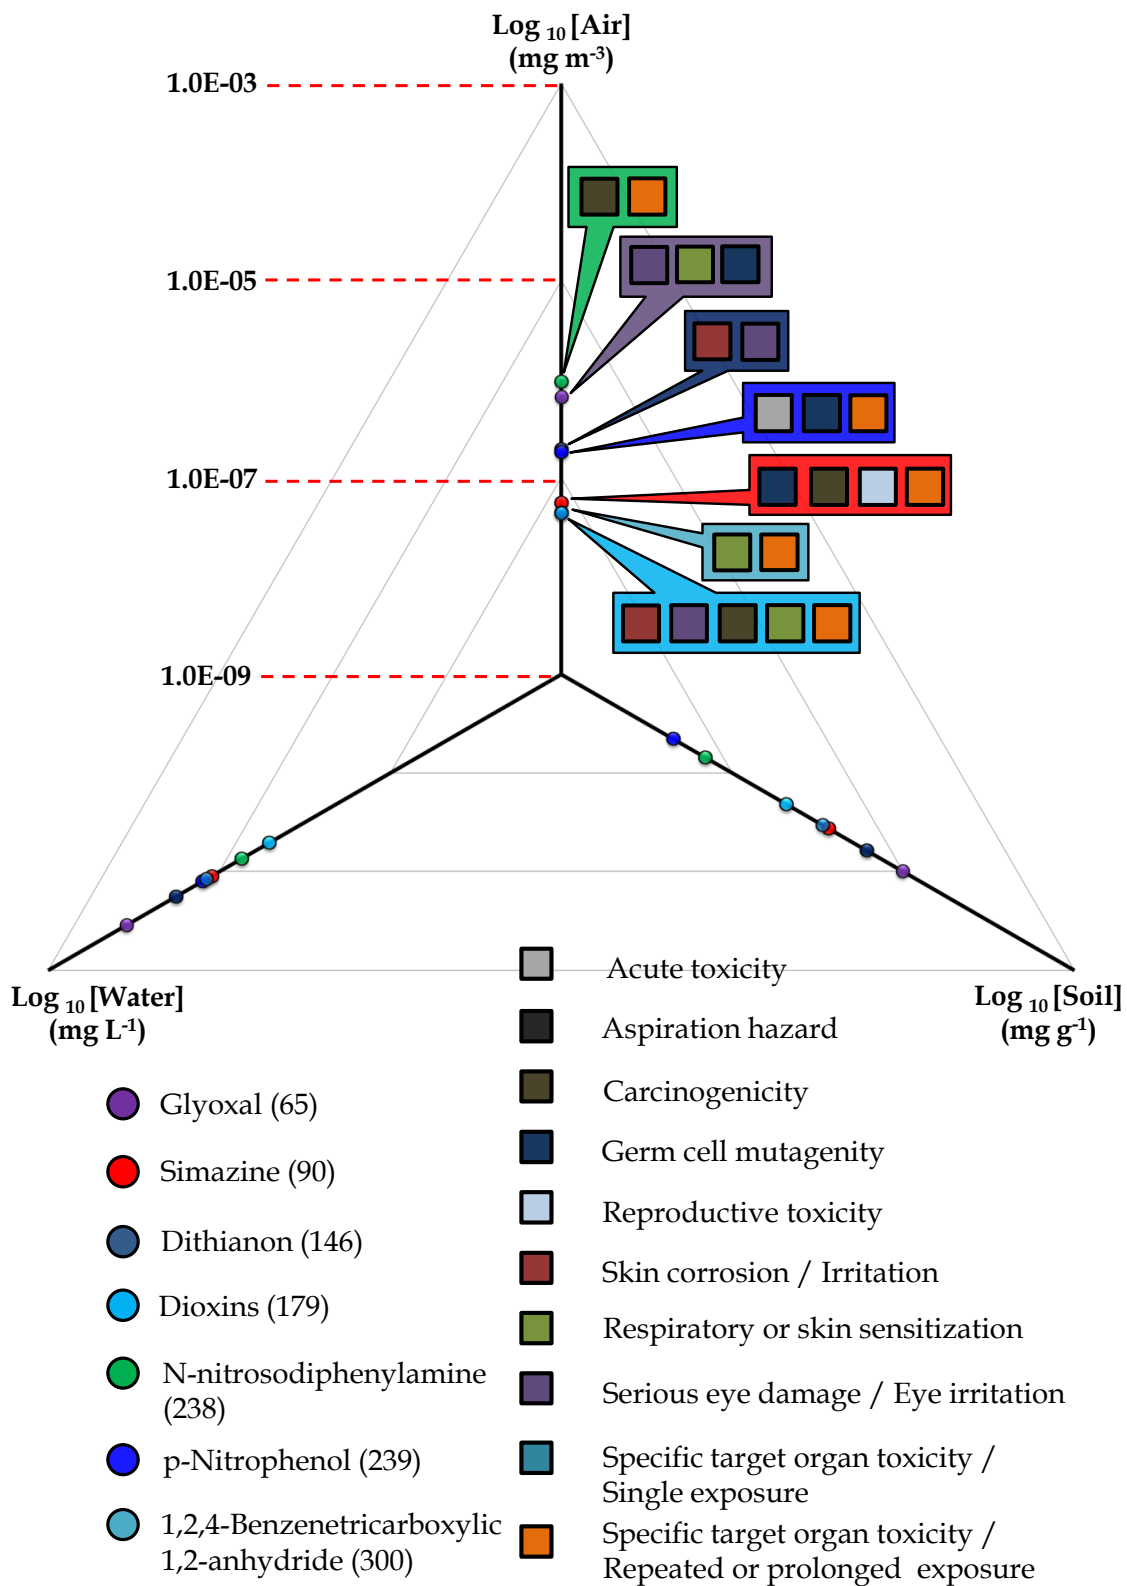 Log 10 [Air]
(mg m-3)
1.0E-03
1.0E-05
1.0E-07
1.0E-09
Log 10 [Water]
(mg L-1)
Log 10 [Soil]
(mg g-1)
Glyoxal (65)
Simazine (90)
Dithianon (146)
Dioxins (179)
N-nitrosodiphenylamine
(238)
p-Nitrophenol (239)
1,2,4-Benzenetricarboxylic
1,2-anhydride (300)
Acute toxicity
Aspiration hazard
Carcinogenicity
Germ cell mutagenity
Reproductive toxicity
Skin corrosion / Irritation
Respiratory or skin sensitization
Serious eye damage / Eye irritation
Specific target organ toxicity /
Single exposure
Specific target organ toxicity /
Repeated or prolonged exposure